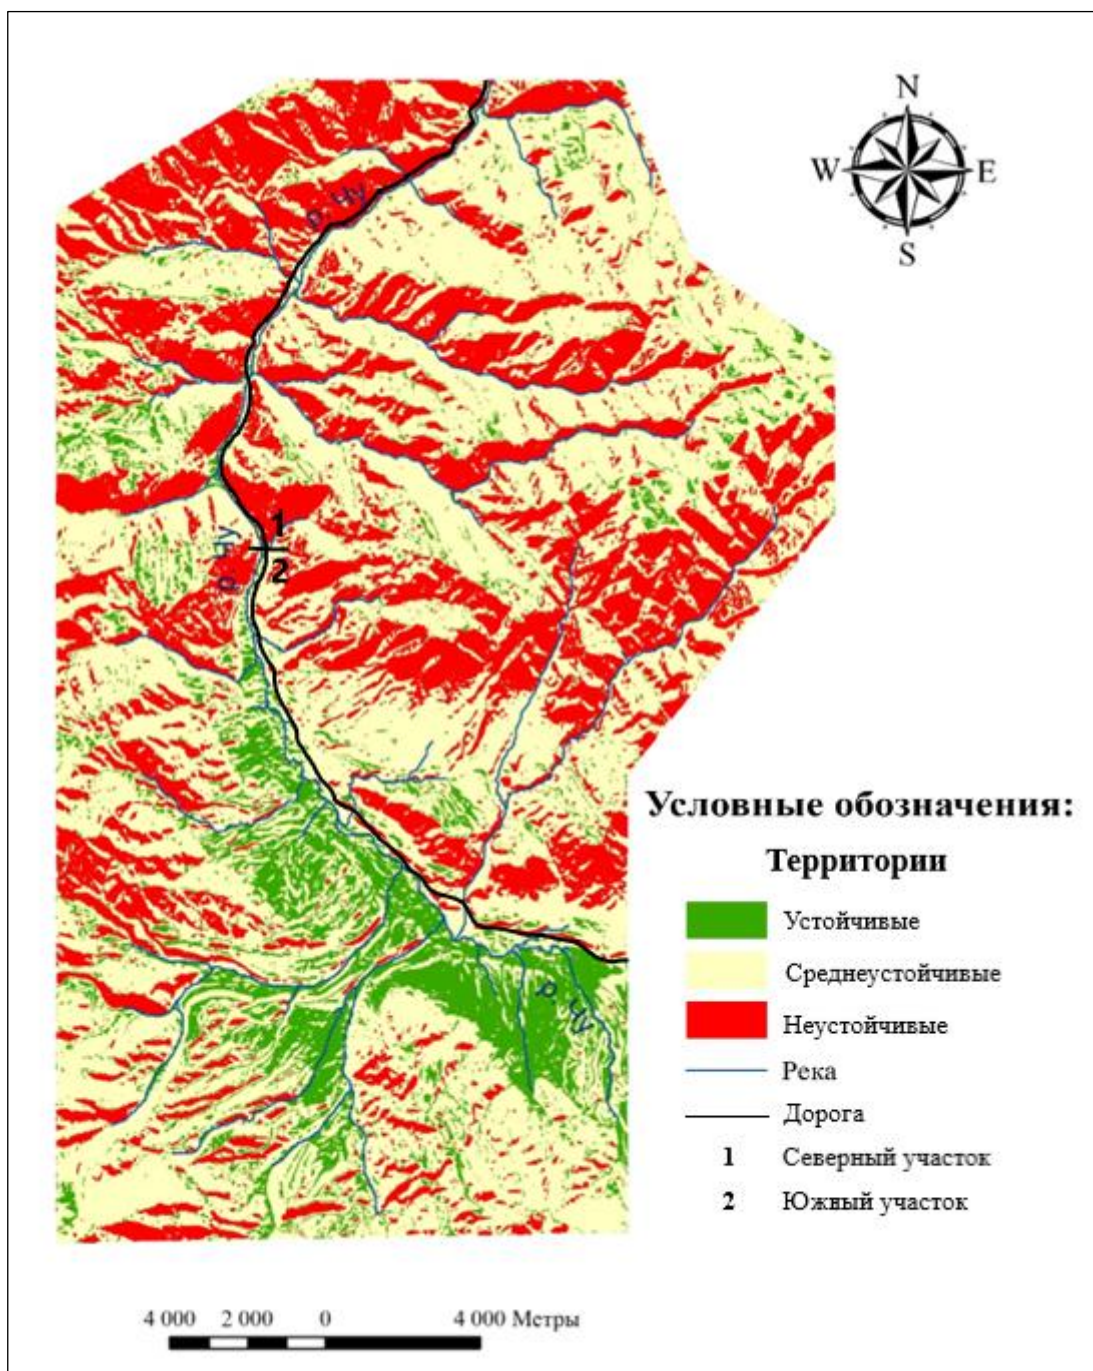 N
W
E
S
р. Чу
1
2
р. Чу
р. Чу
Условные обозначения:
Территории
Устойчивые
Среднеустойчивые
Неустойчивые
Река
Дорога
1 Северный участок
2 Южный участок
4 000 2 000 0 4 000 Метры